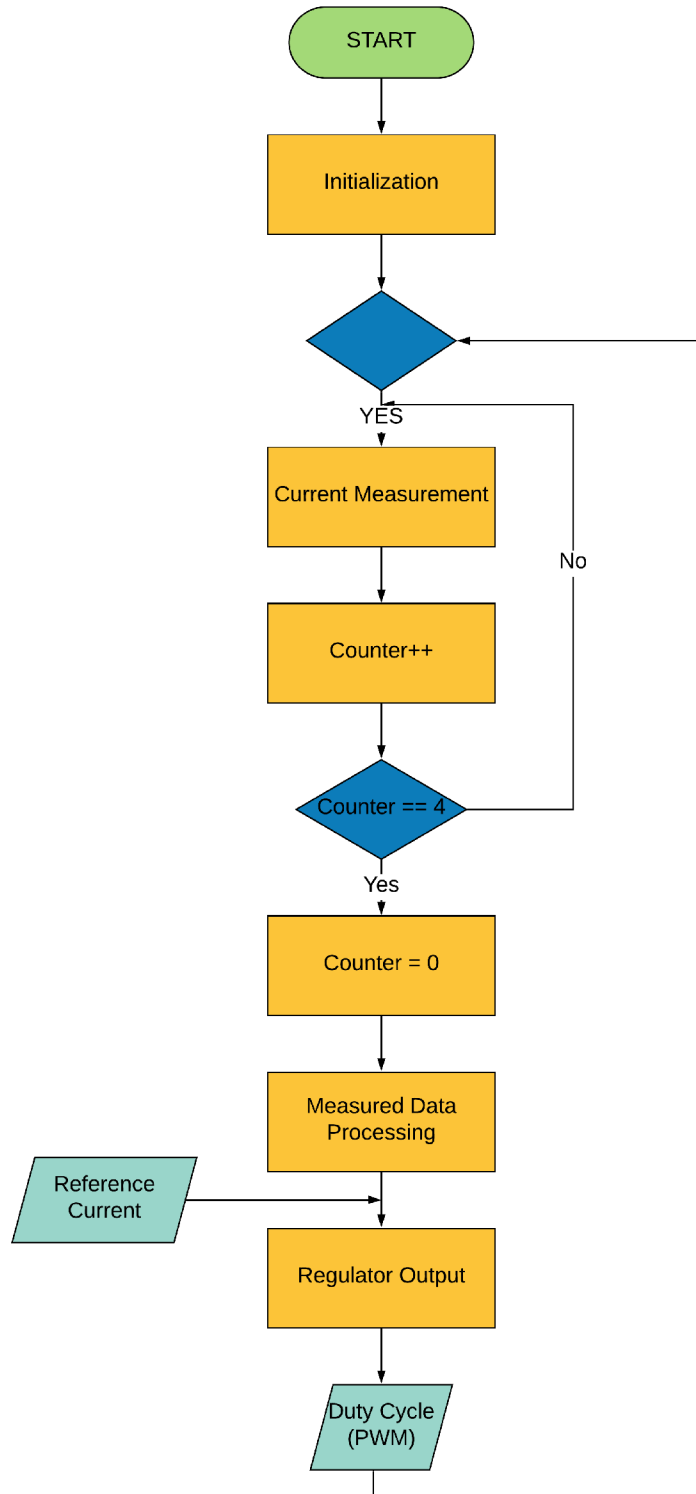 START
Initialization
YES
Current Measurement
No
Counter++
Counter == 4
Yes
Counter = 0
Measured Data
Processing
Reference
Current
Regulator Output
Duty Cycle
(PWM)